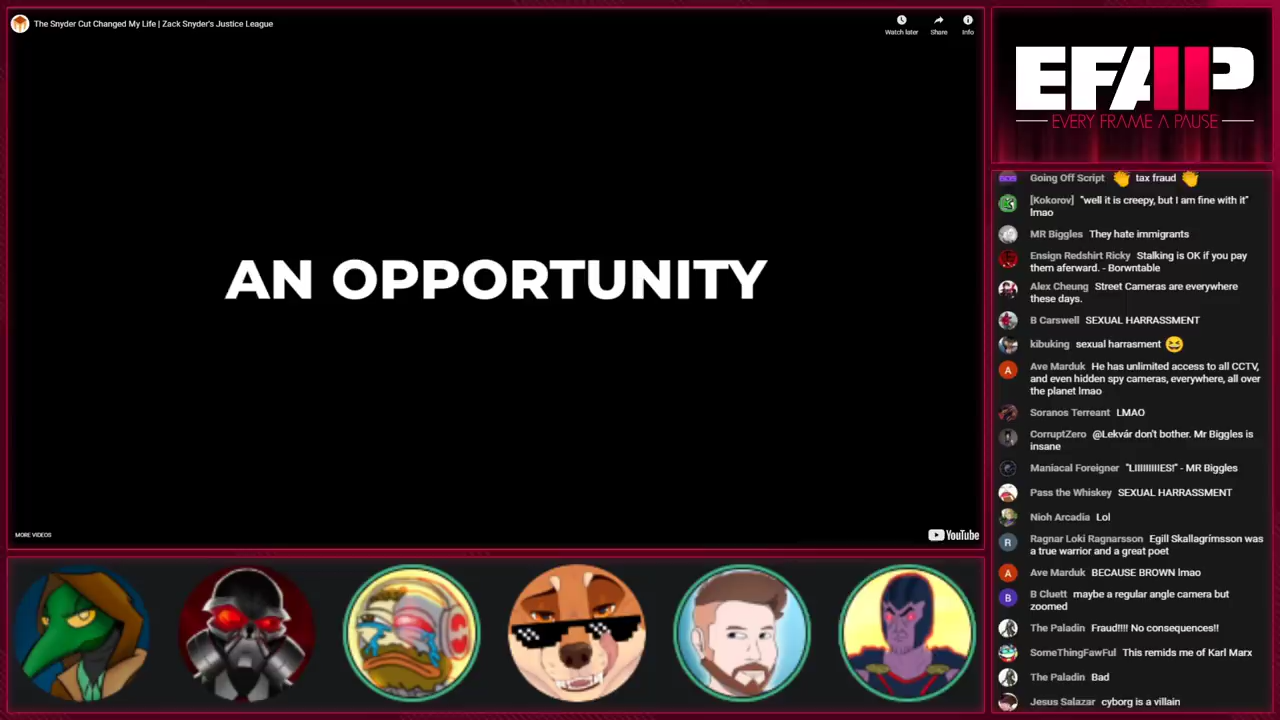 The Snyder Cut Changed My Life | Zack Snyder's Justice League
Watch later
Share
Info
AN OPPORTUNITY
MORE VIDEOS
YouTube
EFAP
EVERY FRAME A PAUSE
Going Off Script 👏 tax fraud 👏
[Kokorov] "well it is creepy, but I am fine with it"
lmao
MR Biggles They hate immigrants
Ensign Redshirt Ricky Stalking is OK if you pay
them aferward. - Borwntable
Alex Cheung Street Cameras are everywhere
these days.
B Carswell SEXUAL HARRASSMENT
kibuking sexual harrasment 😆
Ave Marduk He has unlimited access to all CCTV,
and even hidden spy cameras, everywhere, all over
the planet lmao
Soranos Terreant LMAO
CorruptZero @Lekvár don't bother. Mr Biggles is
insane
Maniacal Foreigner "LIIIIIIIIIES!" - MR Biggles
Pass the Whiskey SEXUAL HARRASSMENT
Nioh Arcadia Lol
Ragnar Loki Ragnarsson Egill Skallagrímsson was
a true warrior and a great poet
Ave Marduk BECAUSE BROWN lmao
B Cluett maybe a regular angle camera but
zoomed
The Paladin Fraud!!!! No consequences!!
SomeThingFawFul This remids me of Karl Marx
The Paladin Bad
Jesus Salazar cyborg is a villain